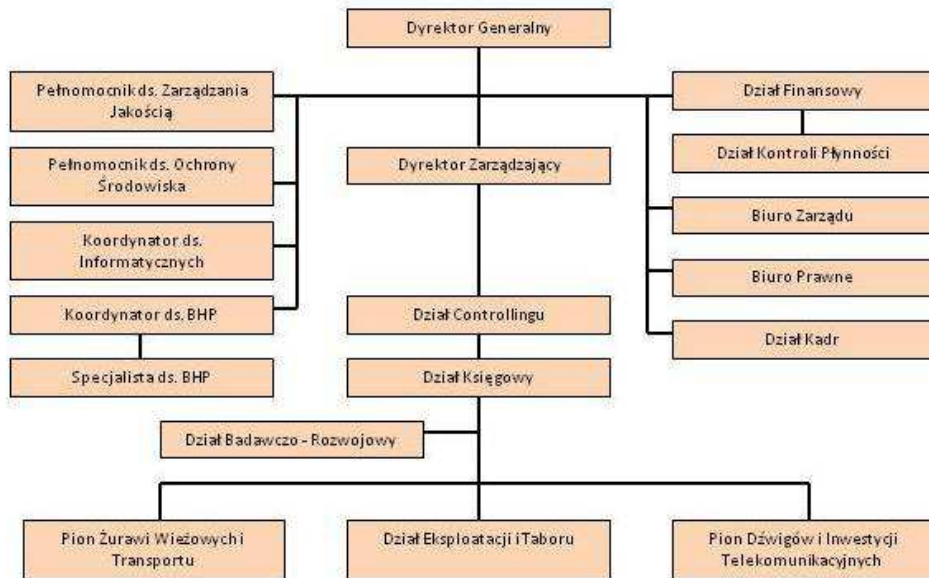 Dyrektor Generalny
Pełnomocnik ds. Zarządzania
Jakością
Dział Finansowy
Pełnomocnik ds. Ochrony
Środowiska
Dyrektor Zarządzający
Dział Kontroli Płynności
Biuro Zarządu
Koordynator ds.
Informatycznych
Biuro Prawne
Koordynator ds. BHP
Dział Controllingu
Dział Kadr
Specjalista ds. BHP
Dział Księgowy
Dział Badawczo - Rozwojowy
Pion Żurawi Wieżowych i
Transportu
Dział Eksploatacji i Taboru
Pion Dźwigów i Inwestycji
Telekomunikacyjnych